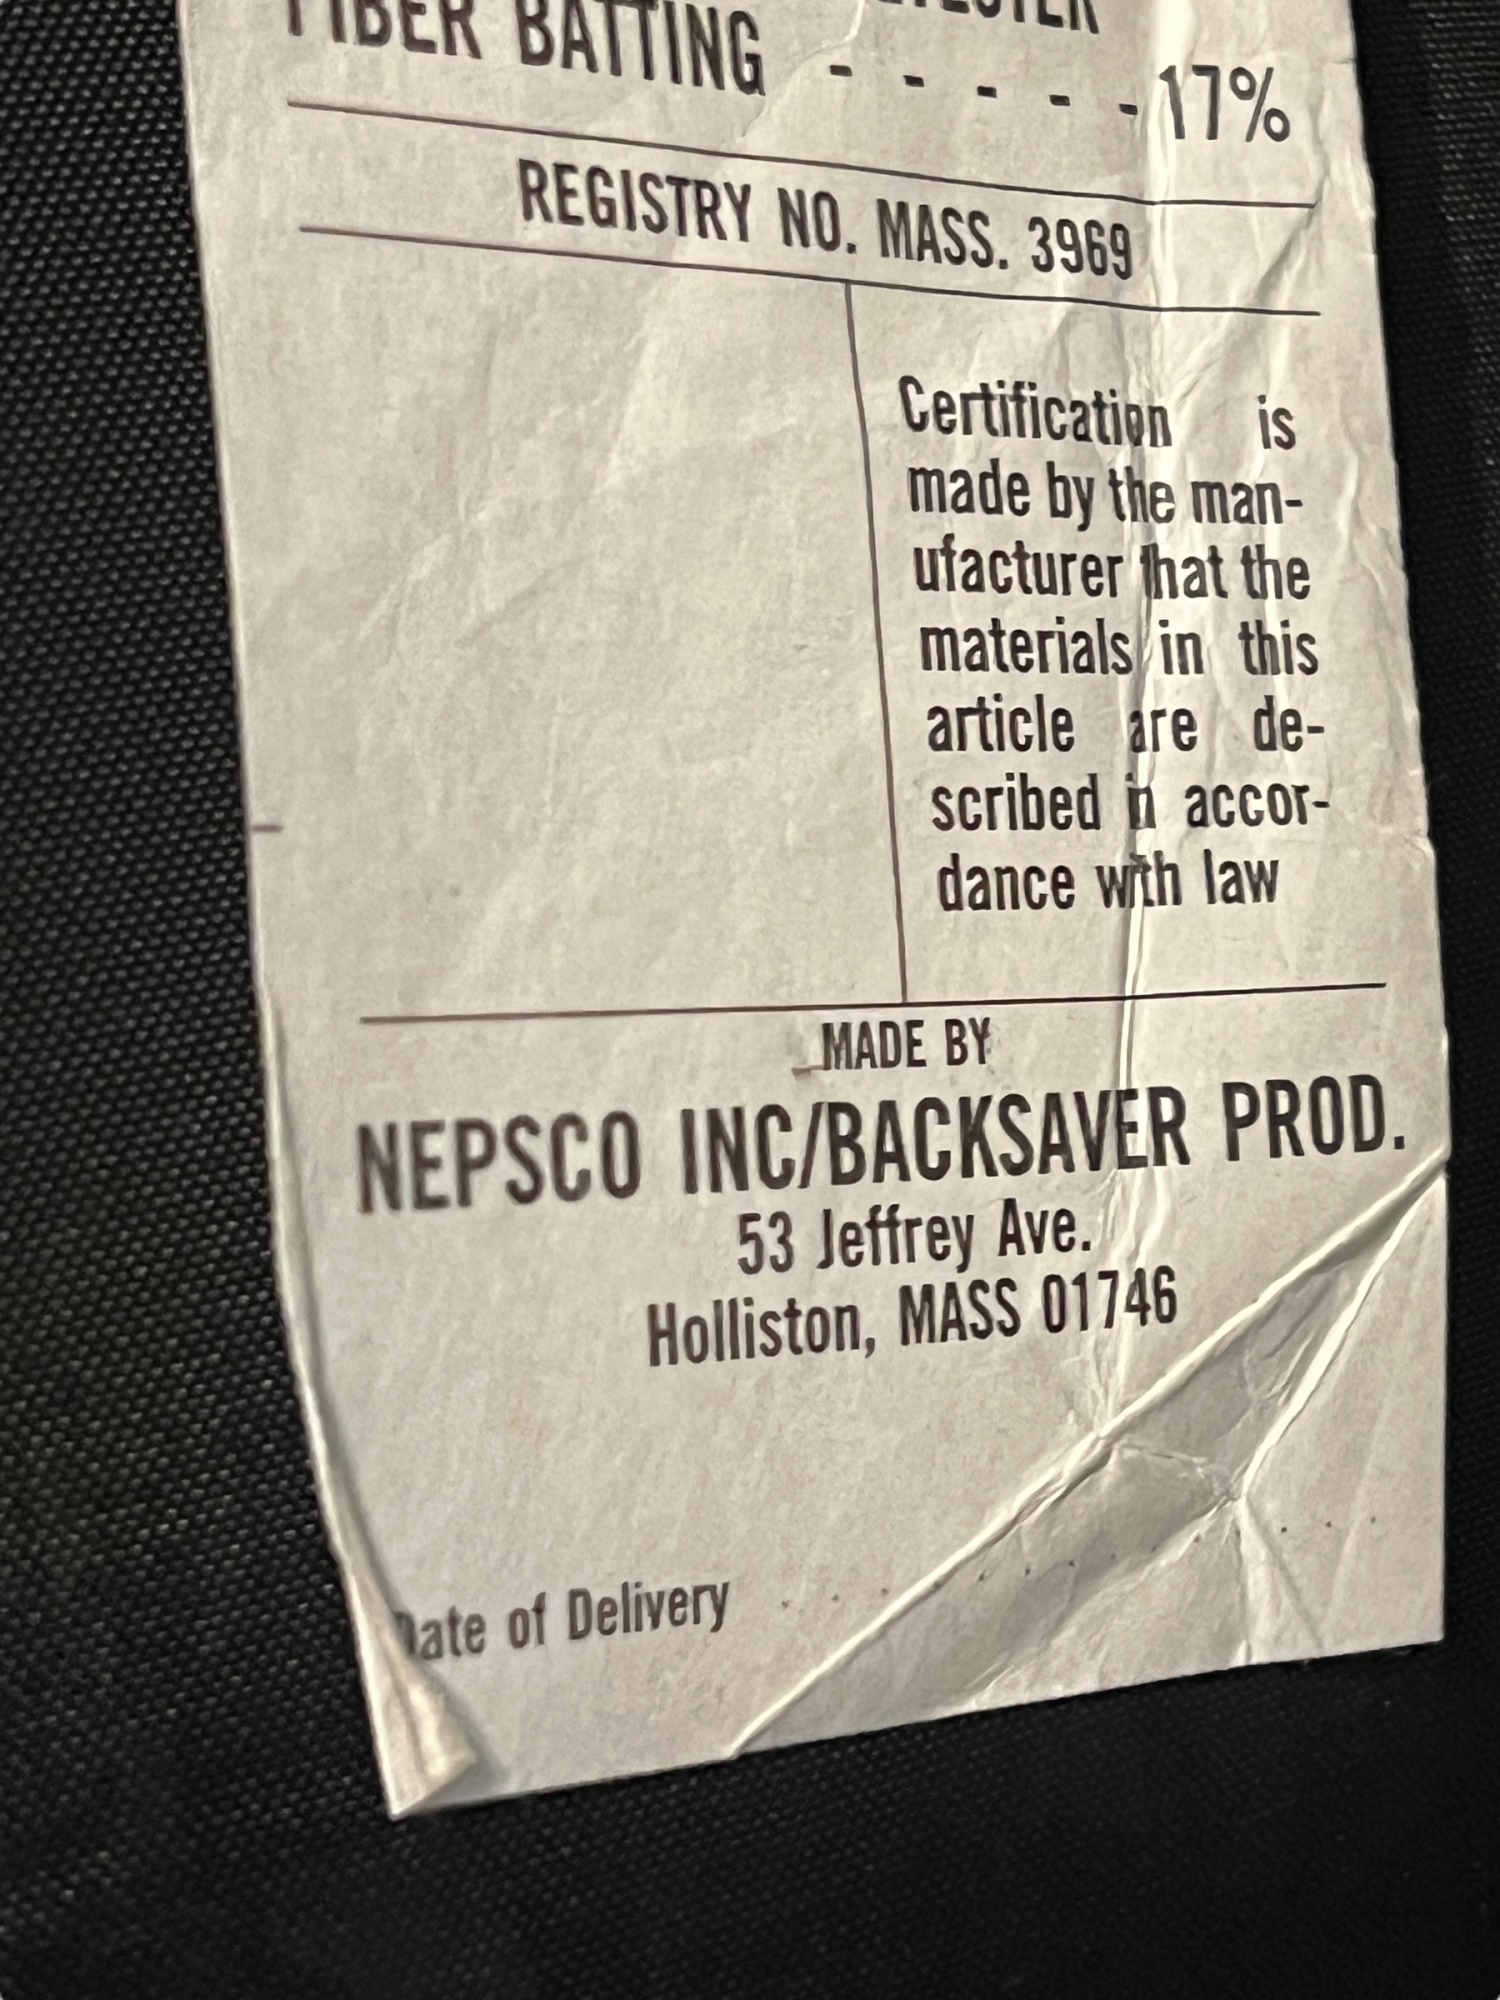 FIBER BATTING - - - - - 17%
REGISTRY NO. MASS. 3969
Certification is
made by the man-
ufacturer that the
materials in this
article are de-
scribed in accor-
dance with law
MADE BY
NEPSCO INC/BACKSAVER PROD.
53 Jeffrey Ave.
Holliston, MASS 01746
Date of Delivery